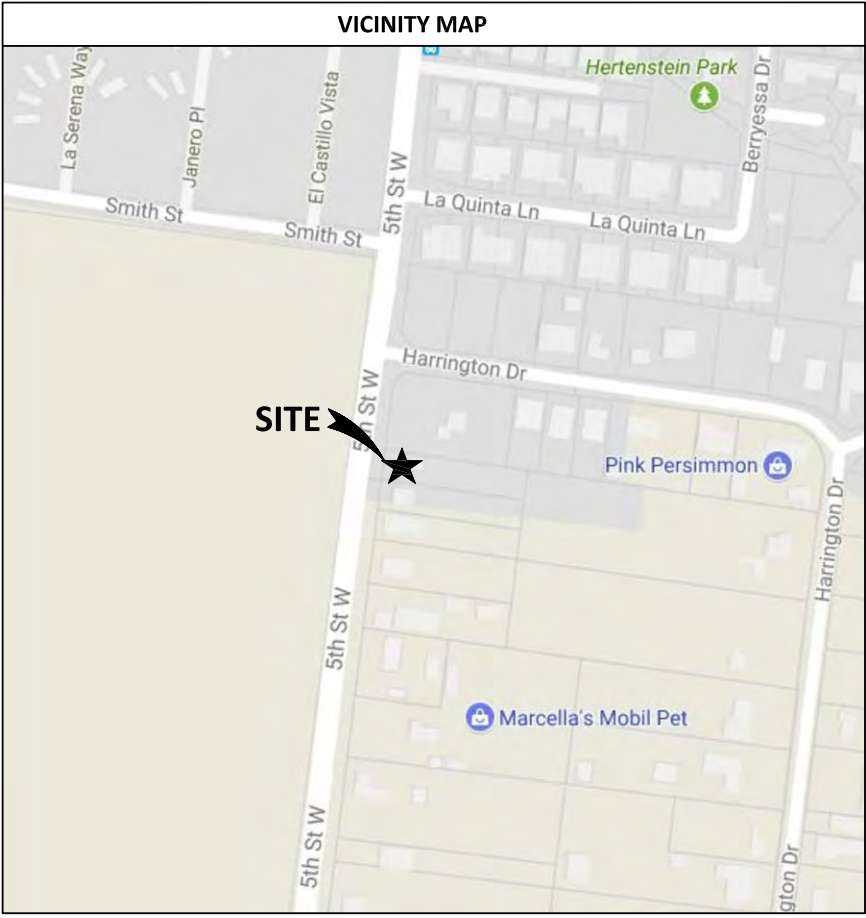 VICINITY MAP
Hertenstein Park
La Serena Way
Janero Pl
El Castillo Vista
5th St W
Berryessa Dr
Smith St
Smith St
La Quinta Ln
La Quinta Ln
Harrington Dr
5th St W
SITE
Pink Persimmon
Harrington Dr
5th St W
Marcella's Mobil Pet
5th St W
gton Dr